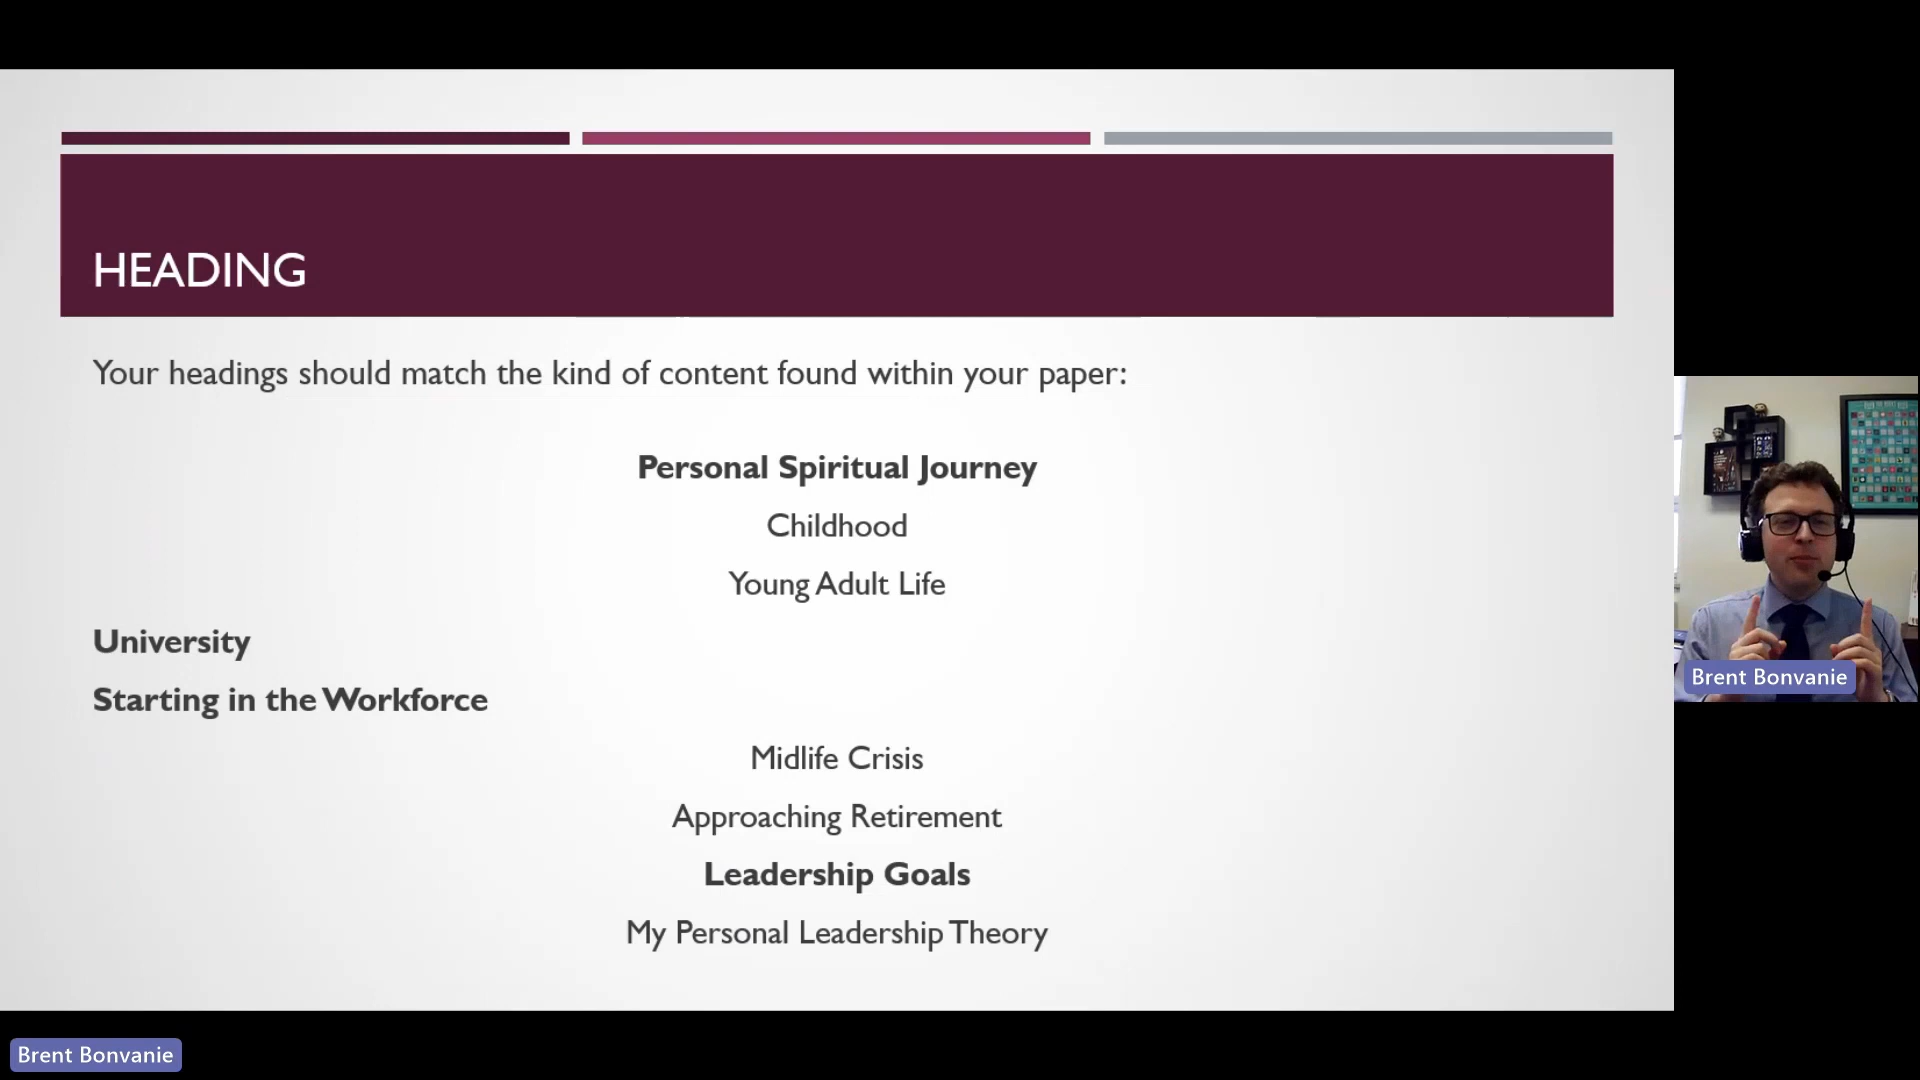 HEADING
Your headings should match the kind of content found within your paper:
Personal Spiritual Journey
Childhood
Young Adult Life
University
Starting in the Workforce
Midlife Crisis
Approaching Retirement
Leadership Goals
My Personal Leadership Theory
Brent Bonvanie
Brent Bonvanie